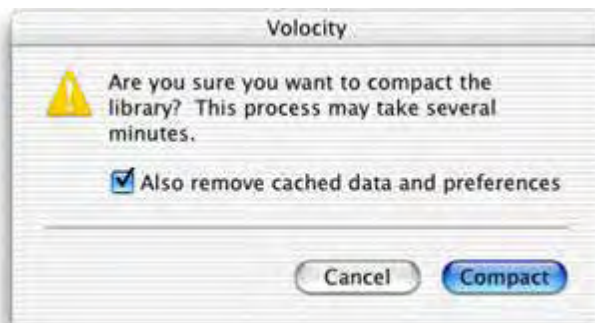 Volocity
Are you sure you want to compact the
library? This process may take several
minutes.
Also remove cached data and preferences
Cancel
Compact